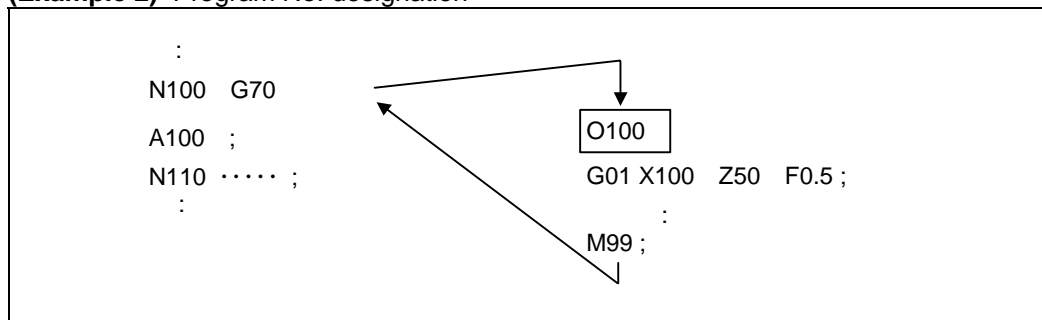 (Example 2) Program No. designation
:
N100 G70
A100 ;
N110 ····· ;
:
O100
G01 X100 Z50 F0.5 ;
:
M99 ;